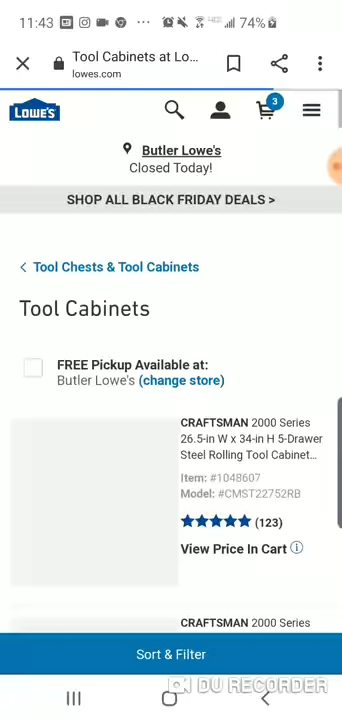 11:43 74%
Tool Cabinets at Lo...
lowes.com
LOWE'S
3
Butler Lowe's
Closed Today!
SHOP ALL BLACK FRIDAY DEALS >
Tool Chests & Tool Cabinets
Tool Cabinets
FREE Pickup Available at:
Butler Lowe's (change store)
CRAFTSMAN 2000 Series
26.5-in W x 34-in H 5-Drawer
Steel Rolling Tool Cabinet...
Item: #1048607
Model: #CMST22752RB
(123)
View Price In Cart
CRAFTSMAN 2000 Series
Sort & Filter
DU RECORDER